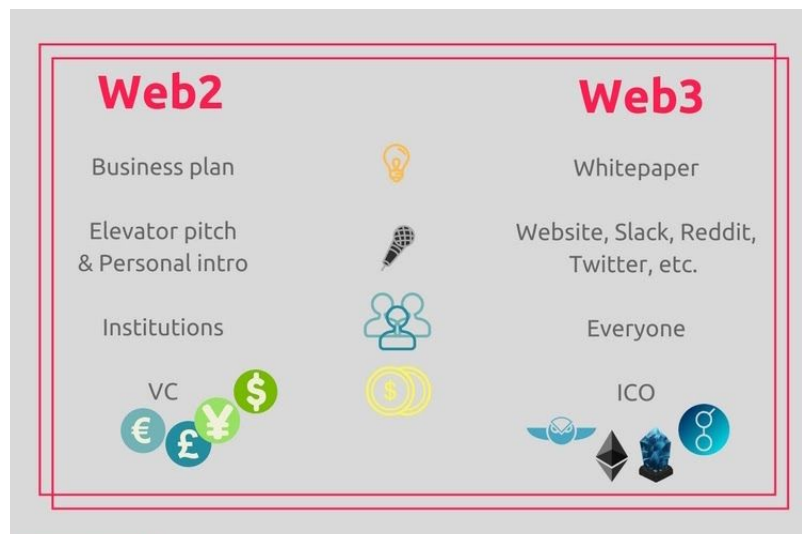 Web2
Web3
Business plan
Whitepaper
Elevator pitch
& Personal intro
Website, Slack, Reddit,
Twitter, etc.
Institutions
Everyone
VC
ICO
$
¥
£
€
$